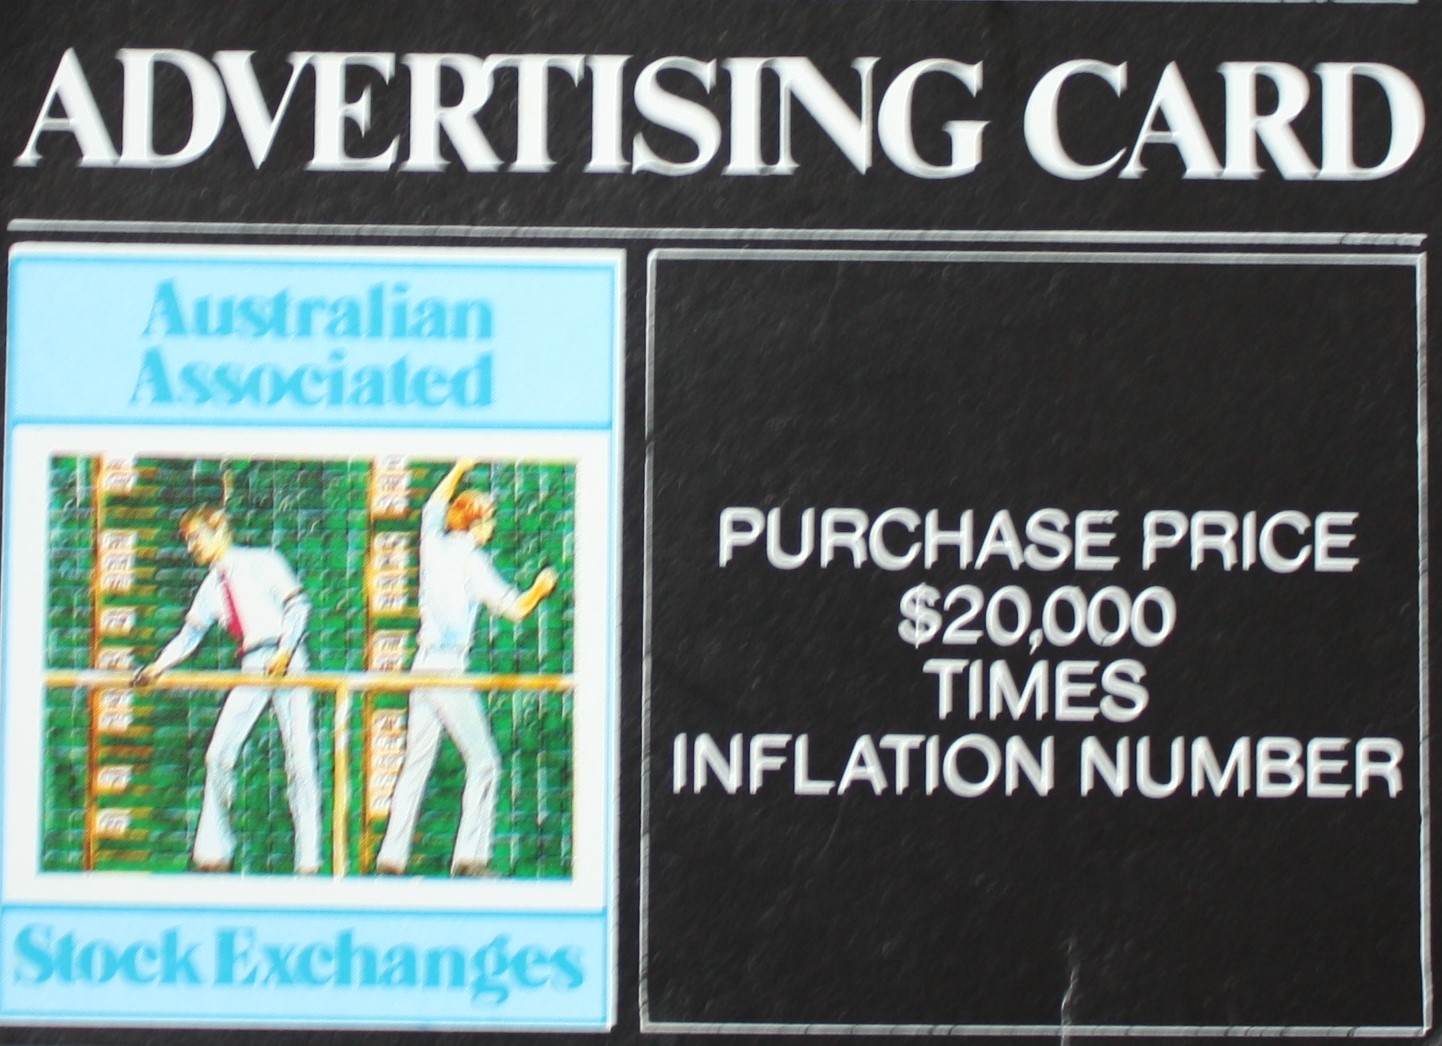 ADVERTISING CARD
Australian
Associated
Stock Exchanges
PURCHASE PRICE
$20,000
TIMES
INFLATION NUMBER